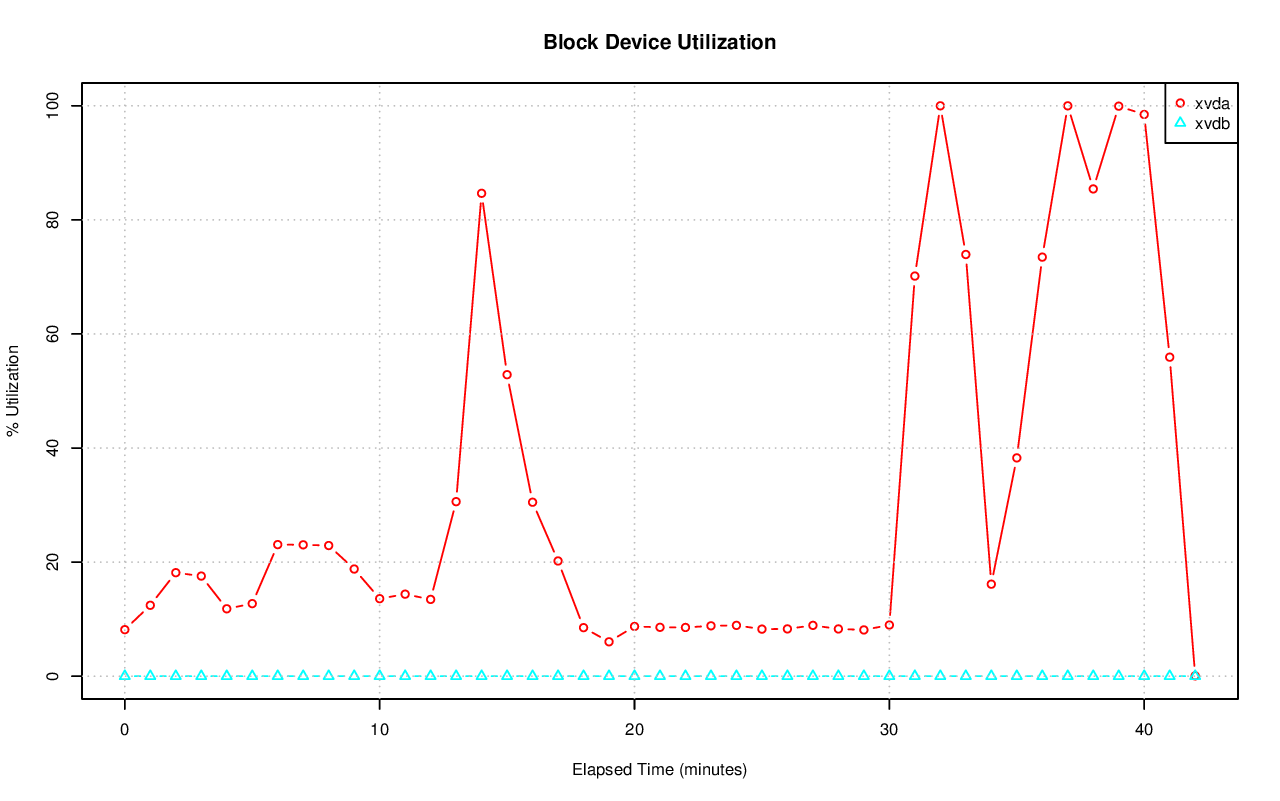 Block Device Utilization
xvda
xvdb
% Utilization
100
80
60
40
20
0
0 10 20 30 40
Elapsed Time (minutes)